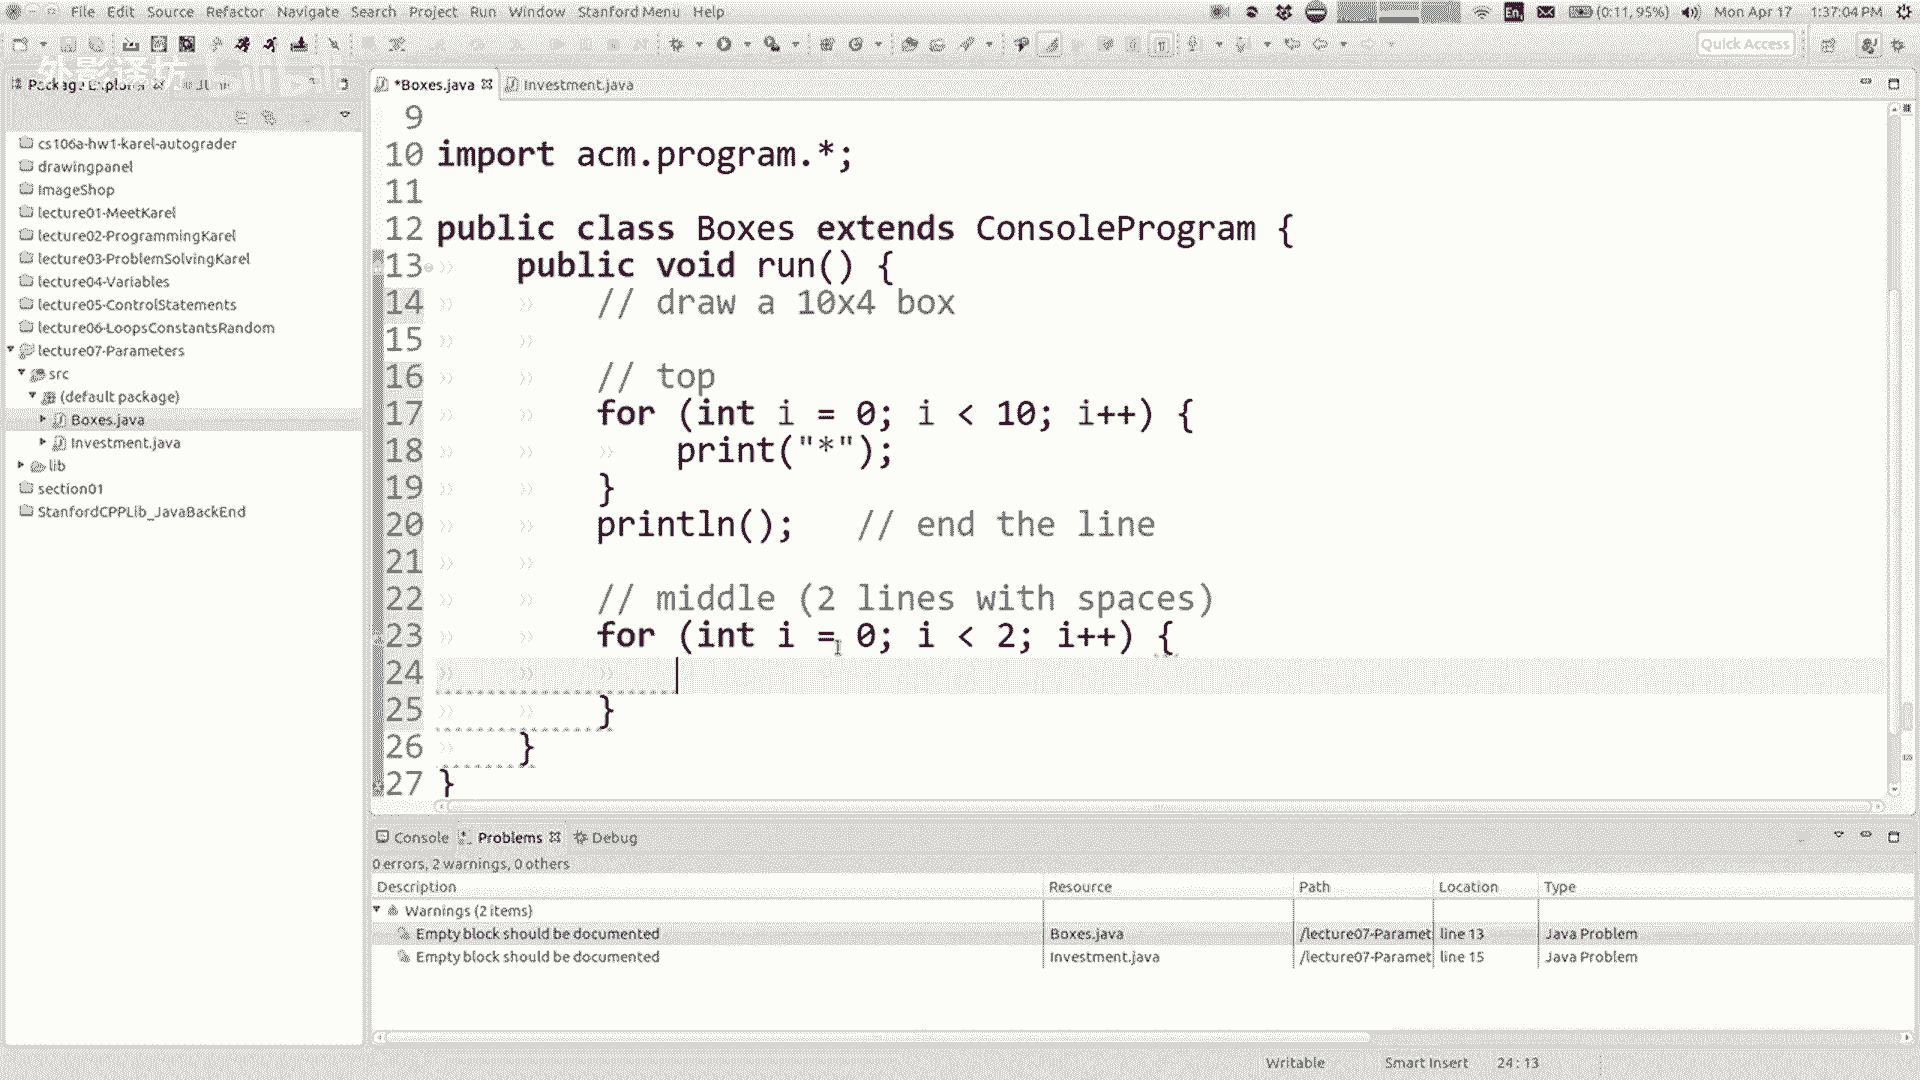 File Edit Source Refactor Navigate Search Project Run Window Stanford Menu Help
En (0:11, 95%) Mon Apr 17 1:37:04 PM
Quick Access
外影译坊 bilibili
Package Explorer
*Boxes.java Investment.java
cs106a-hw1-karel-autograder
drawingpanel
ImageShop
lecture01-MeetKarel
lecture02-ProgrammingKarel
lecture03-ProblemSolvingKarel
lecture04-Variables
lecture05-ControlStatements
lecture06-LoopsConstantsRandom
lecture07-Parameters
src
(default package)
Boxes.java
Investment.java
lib
section01
StanfordCPPLib_JavaBackEnd
9
10 import acm.program.*;
11
12 public class Boxes extends ConsoleProgram {
13 public void run() {
14 // draw a 10x4 box
15
16 // top
17 for (int i = 0; i < 10; i++) {
18 print("*");
19 }
20 println(); // end the line
21
22 // middle (2 lines with spaces)
23 for (int i = 0; i < 2; i++) {
24
25 }
26 }
27 }
Console Problems Debug
0 errors, 2 warnings, 0 others
Description Resource Path Location Type
Warnings (2 items)
Empty block should be documented Boxes.java /lecture07-Paramet line 13 Java Problem
Empty block should be documented Investment.java /lecture07-Paramet line 15 Java Problem
Writable Smart Insert 24 : 13